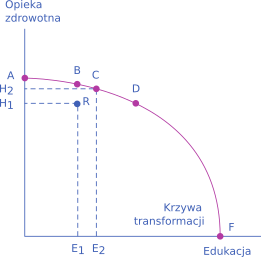 Opieka
zdrowotna
A
B
C
H2
H1
R
D
Krzywa
transformacji
F
E1
E2
Edukacja